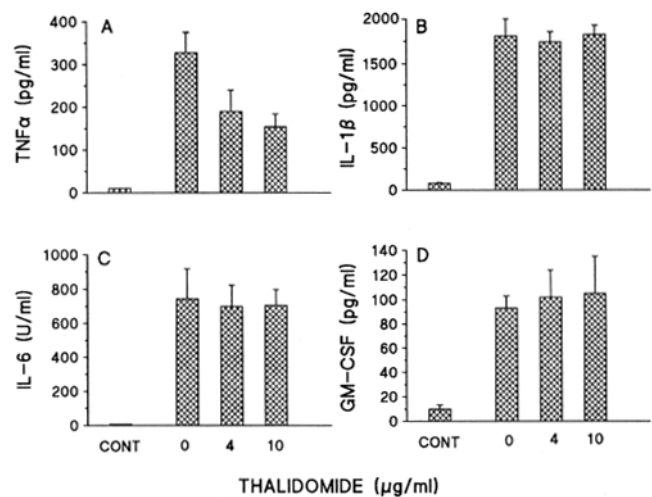 A
TNFα (pg/ml)
400
300
200
100
0
B
IL-1β (pg/ml)
2000
1750
1500
1000
500
250
0
C
IL-6 (U/ml)
1000
800
600
400
200
0
CONT 0 4 10
D
GM-CSF (pg/ml)
140
120
100
80
60
40
20
0
CONT 0 4 10
THALIDOMIDE (μg/ml)